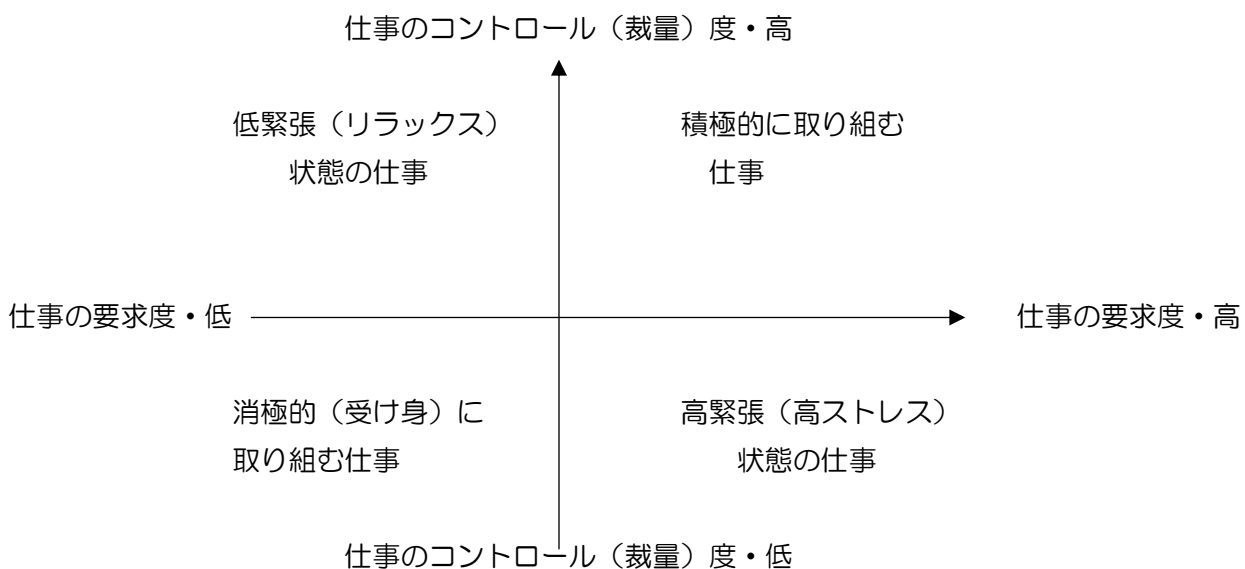 仕事のコントロール（裁量）度・高
低緊張（リラックス）
状態の仕事
積極的に取り組む
仕事
仕事の要求度・低
仕事の要求度・高
消極的（受け身）に
取り組む仕事
高緊張（高ストレス）
状態の仕事
仕事のコントロール（裁量）度・低